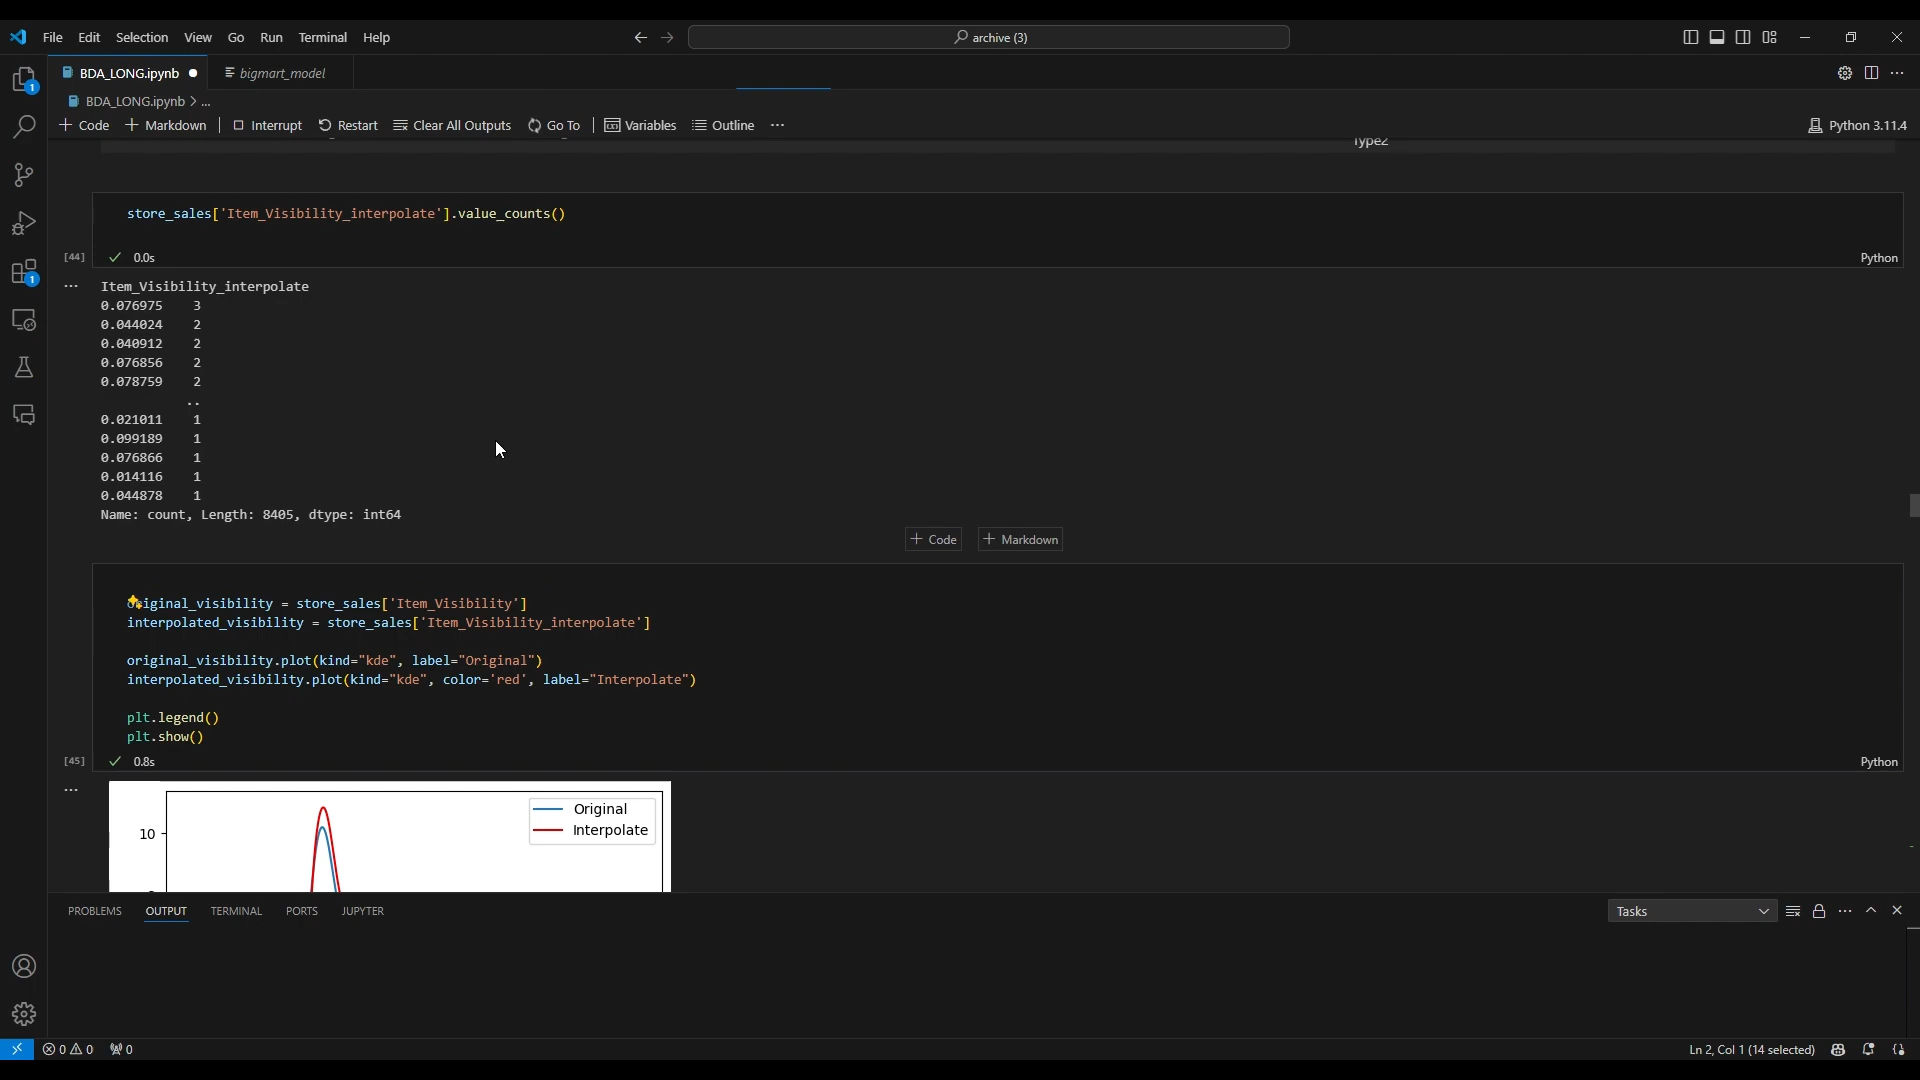 File Edit Selection View Go Run Terminal Help
archive (3)
BDA_LONG.ipynb
bigmart_model
BDA_LONG.ipynb > ...
Code Markdown Interrupt Restart Clear All Outputs Go To Variables Outline ...
Python 3.11.4
Type2
store_sales['Item_Visibility_interpolate'].value_counts()
[44] 0.0s
Python
... Item_Visibility_interpolate
0.076975 3
0.044024 2
0.040912 2
0.076856 2
0.078759 2
..
0.021011 1
0.099189 1
0.076866 1
0.014116 1
0.044878 1
Name: count, Length: 8405, dtype: int64
+ Code + Markdown
original_visibility = store_sales['Item_Visibility']
interpolated_visibility = store_sales['Item_Visibility_interpolate']
original_visibility.plot(kind="kde", label="Original")
interpolated_visibility.plot(kind="kde", color='red', label="Interpolate")
plt.legend()
plt.show()
[45] 0.8s
Python
...
Original
Interpolate
10
PROBLEMS OUTPUT TERMINAL PORTS JUPYTER
Tasks
0 0 0
Ln 2, Col 1 (14 selected)
1
1